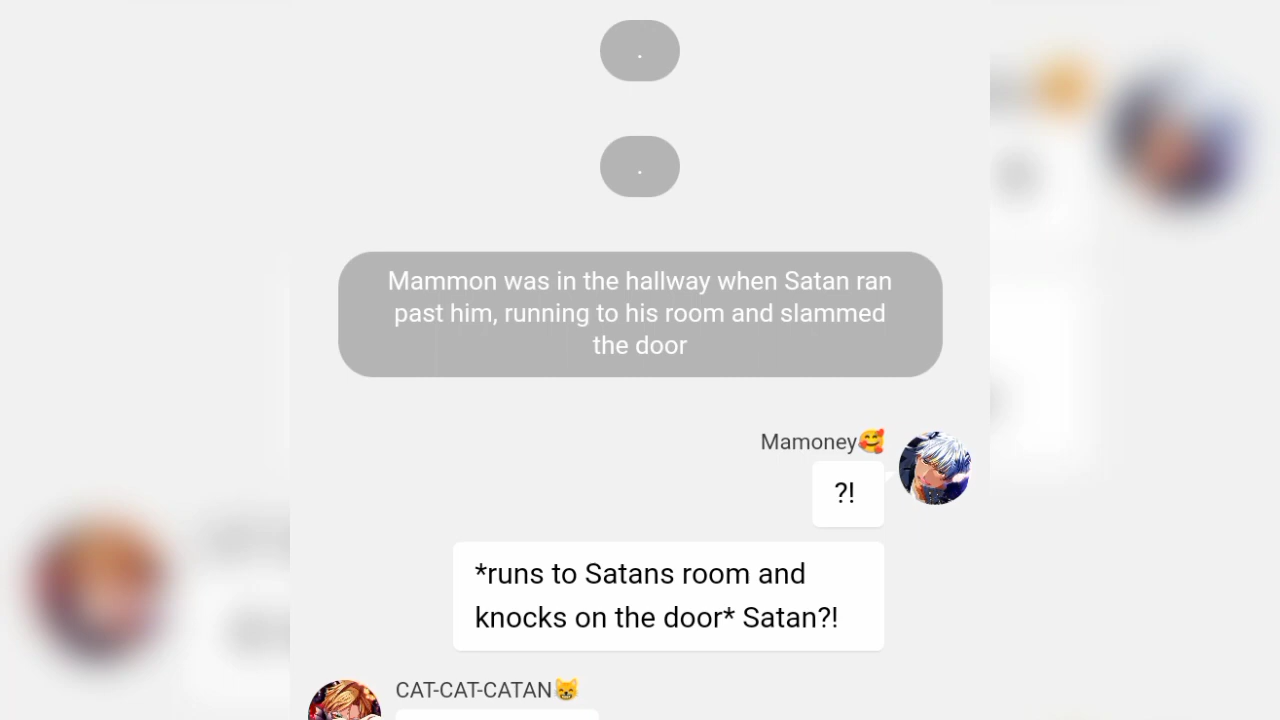 .
.
Mammon was in the hallway when Satan ran
past him, running to his room and slammed
the door
Mamoney🥰
?!
*runs to Satans room and
knocks on the door* Satan?!
CAT-CAT-CATAN😸